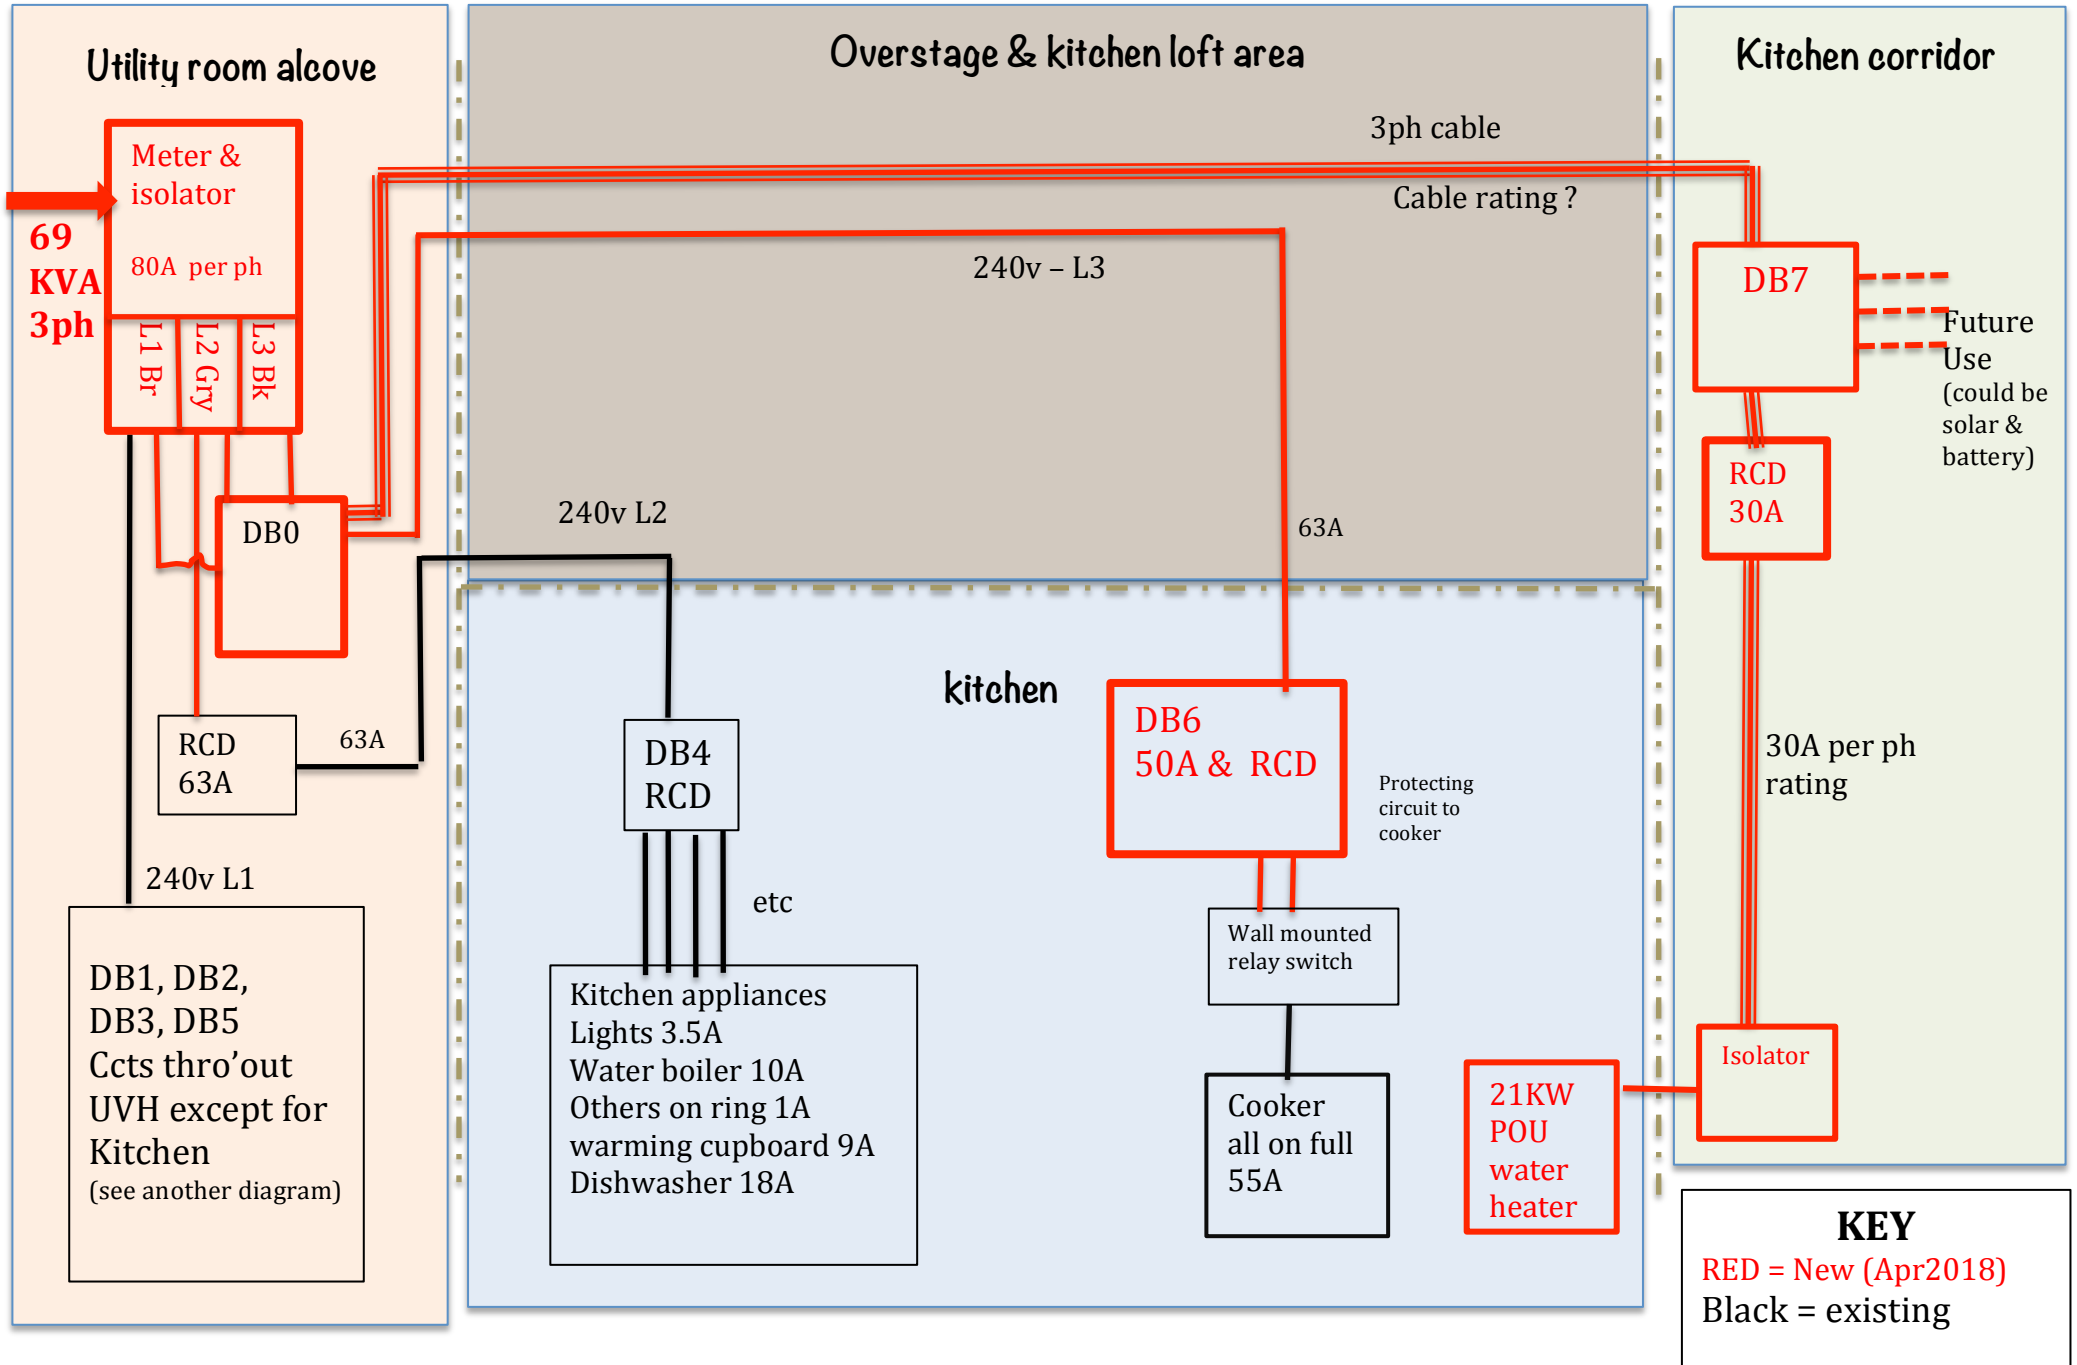 Utility room alcove
Meter &
isolator
80A  per ph
69
KVA
3ph
L1 Br
L2 Gry
L3 Bk
DB0
RCD
63A
63A
240v L1
DB1, DB2,
DB3, DB5
Ccts thro’out
UVH except for
Kitchen
(see another diagram)
Overstage & kitchen loft area
3ph cable
Cable rating ?
240v – L3
240v L2
63A
kitchen
DB4
RCD
etc
Kitchen appliances
Lights 3.5A
Water boiler 10A
Others on ring 1A
warming cupboard 9A
Dishwasher 18A
DB6
50A &  RCD
Protecting
circuit to
cooker
Wall mounted
relay switch
Cooker
all on full
55A
21KW
POU
water
heater
Kitchen corridor
DB7
Future
Use
(could be
solar &
battery)
RCD
30A
30A per ph
rating
Isolator
KEY
RED = New (Apr2018)
Black = existing